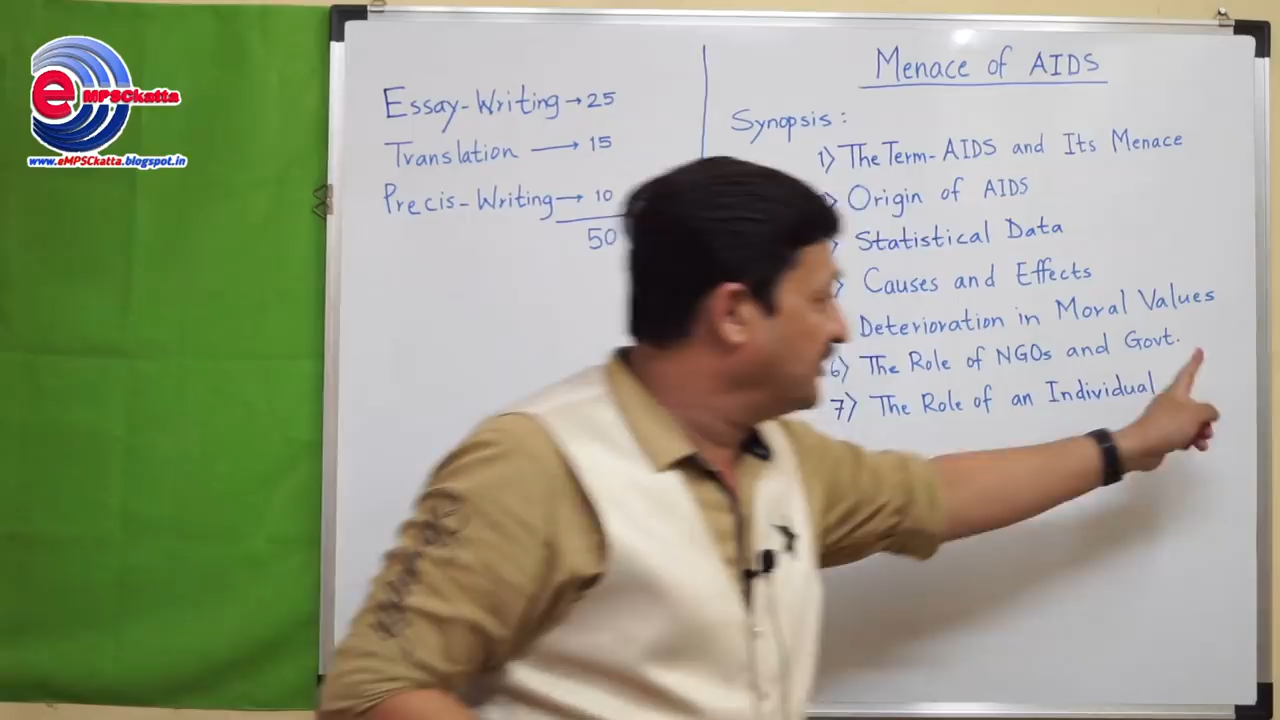 e MPSCkatta
www.eMPSCkatta.blogspot.in
Essay-Writing → 25
Translation → 15
Precis-Writing → 10
50
Menace of AIDS
Synopsis :
1) The Term-AIDS and Its Menace
Origin of AIDS
Statistical Data
Causes and Effects
Deterioration in Moral Values
6) The Role of NGOs and Govt.
7) The Role of an Individual